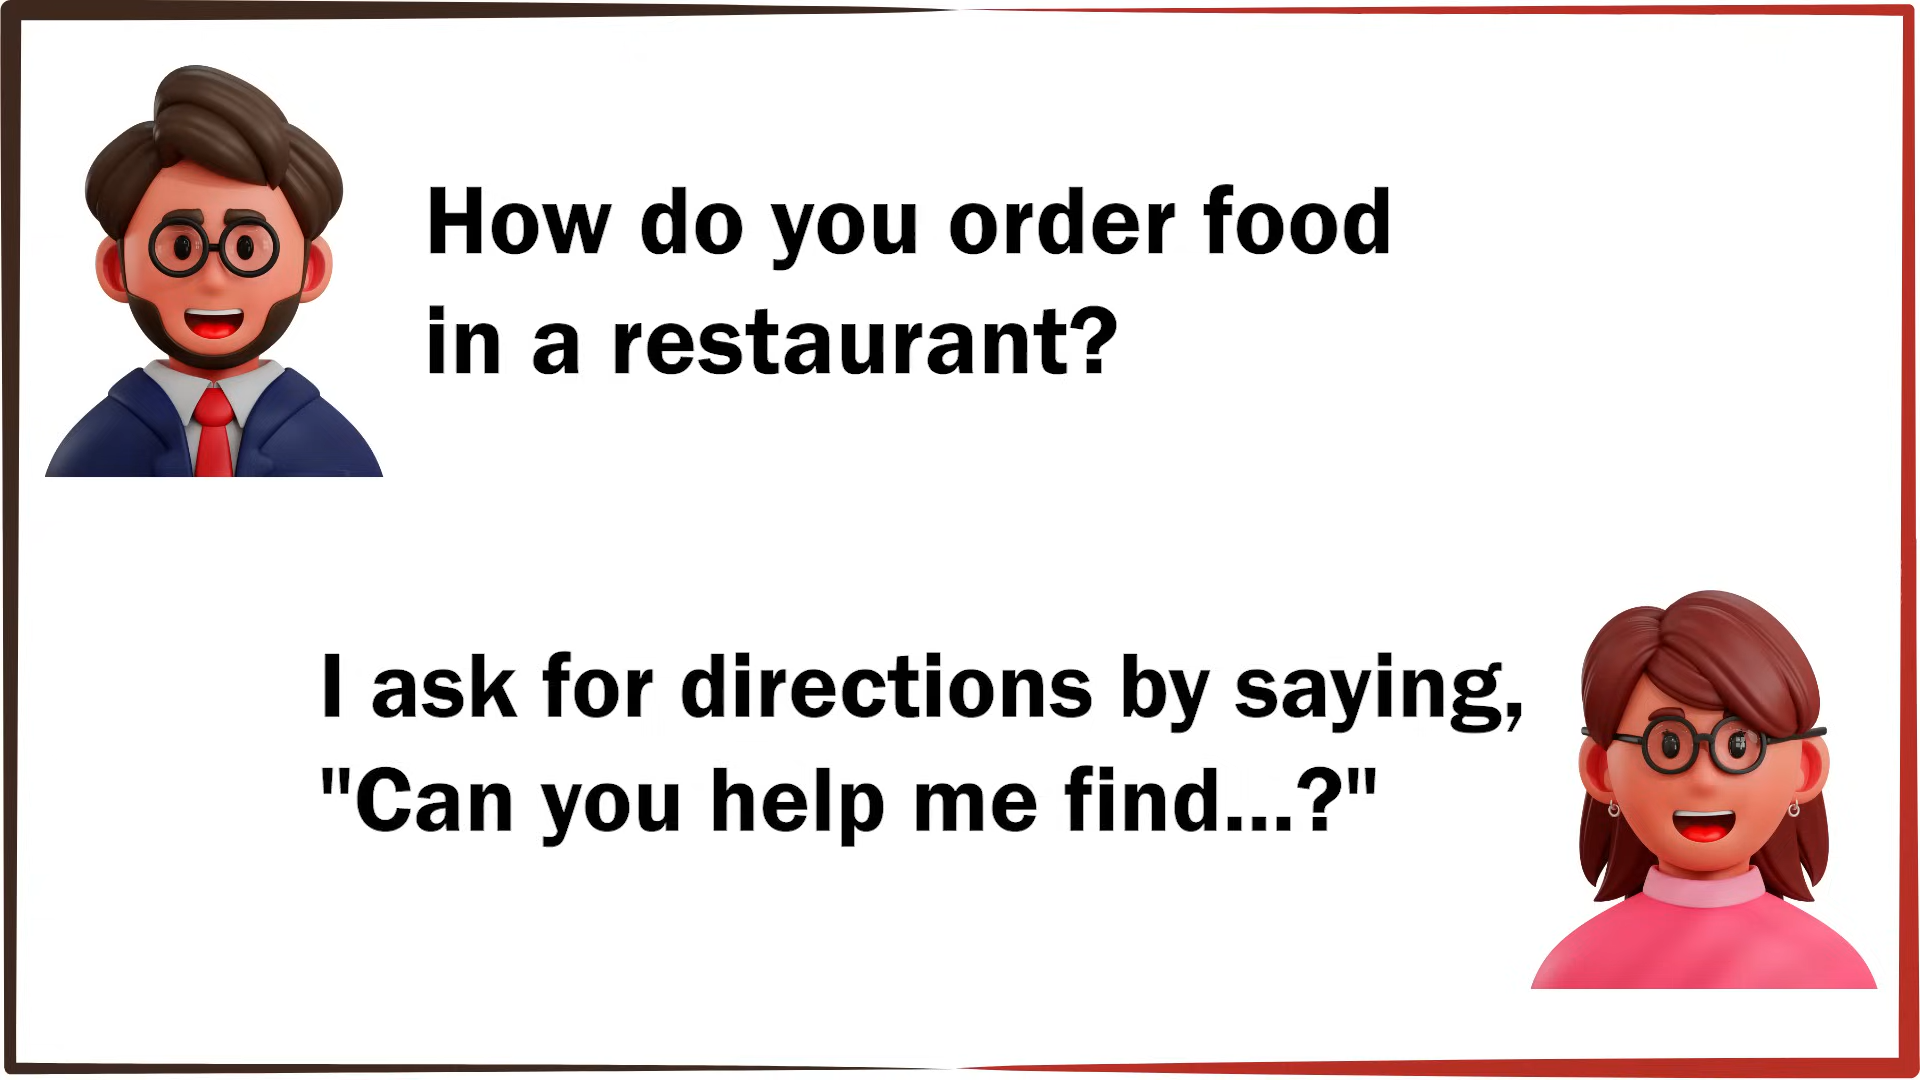 How do you order food
in a restaurant?
I ask for directions by saying,
"Can you help me find...?"